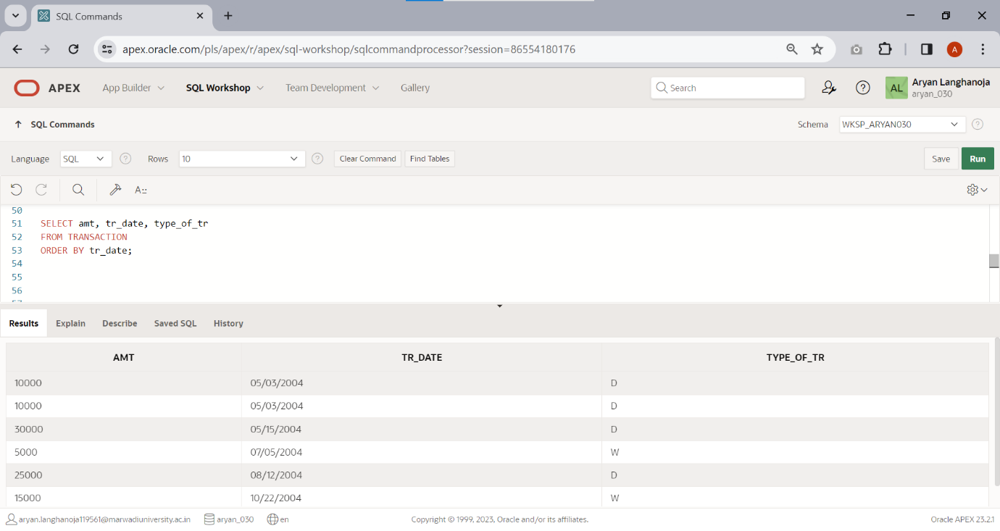 SQL Commands
apex.oracle.com/pls/apex/r/apex/sql-workshop/sqlcommandprocessor?session=86554180176
A
APEX App Builder SQL Workshop Team Development Gallery Search ? AL Aryan Langhanoja
aryan_030
↑ SQL Commands Schema WKSP_ARYAN030 ?
Language SQL ? Rows 10 ? Clear Command Find Tables Save Run
A::
50
51 SELECT amt, tr_date, type_of_tr
52 FROM TRANSACTION
53 ORDER BY tr_date;
54
55
56
Results Explain Describe Saved SQL History
AMT TR_DATE TYPE_OF_TR
10000 05/03/2004 D
10000 05/03/2004 D
30000 05/15/2004 D
5000 07/05/2004 W
25000 08/12/2004 D
15000 10/22/2004 W
aryan.langhanoja119561@marwadiuniversity.ac.in aryan_030 en Copyright © 1999, 2023, Oracle and/or its affiliates. Oracle APEX 23.2.1